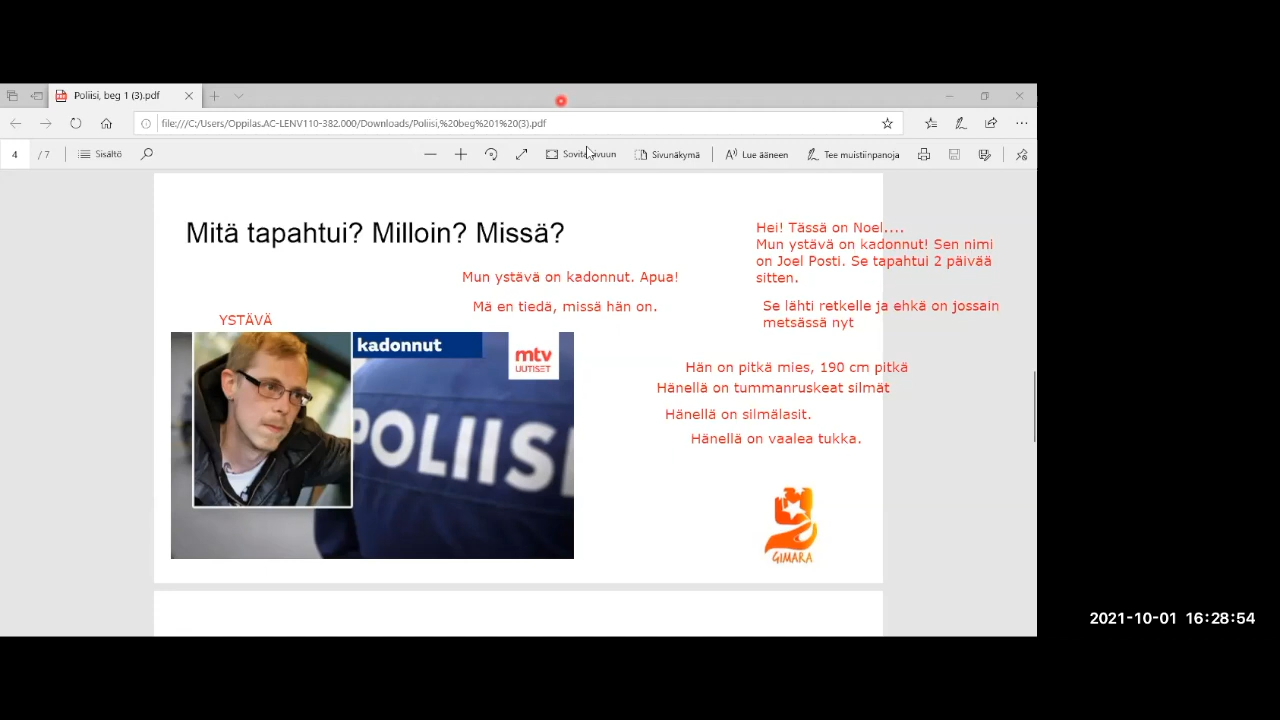 Poliisi, beg 1 (3).pdf
file:///C:/Users/Oppilas.AC-LENV110-382.000/Downloads/Poliisi,%20beg%201%20(3).pdf
4 / 7 Sisältö Sivunäkymä Lue ääneen Tee muistiinpanoja
Mitä tapahtui? Milloin? Missä?
Mun ystävä on kadonnut. Apua!
Mä en tiedä, missä hän on.
Hei! Tässä on Noel....
Mun ystävä on kadonnut! Sen nimi
on Joel Posti. Se tapahtui 2 päivää
sitten.
Se lähti retkelle ja ehkä on jossain
metsässä nyt
YSTÄVÄ
kadonnut
mtv
UUTISET
POLIISI
Hän on pitkä mies, 190 cm pitkä
Hänellä on tummanruskeat silmät
Hänellä on silmälasit.
Hänellä on vaalea tukka.
GIMARA
2021-10-01 16:28:54